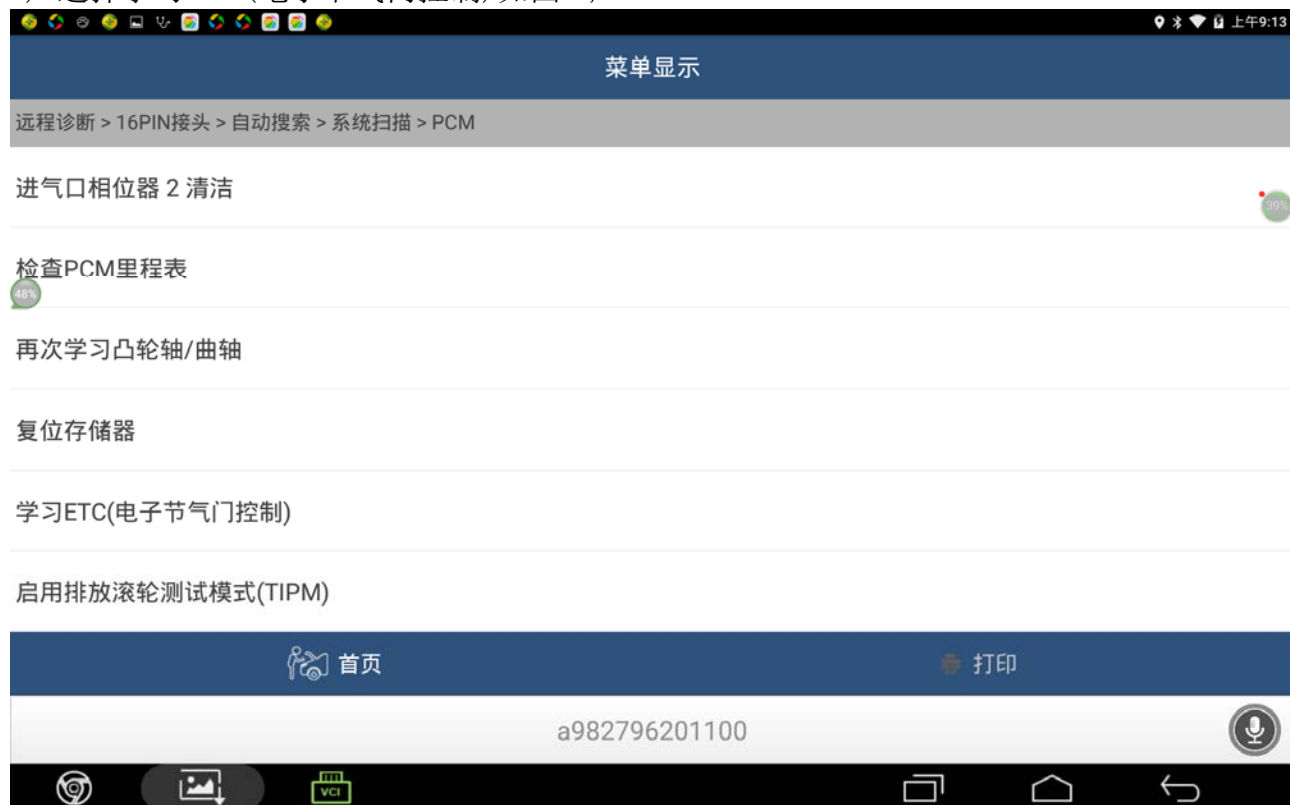 上午9:13
菜单显示
远程诊断 > 16PIN接头 > 自动搜索 > 系统扫描 > PCM
进气口相位器 2 清洁
39%
检查PCM里程表
48%
再次学习凸轮轴/曲轴
复位存储器
学习ETC(电子节气门控制)
启用排放滚轮测试模式(TIPM)
首页 打印
a982796201100
VCI